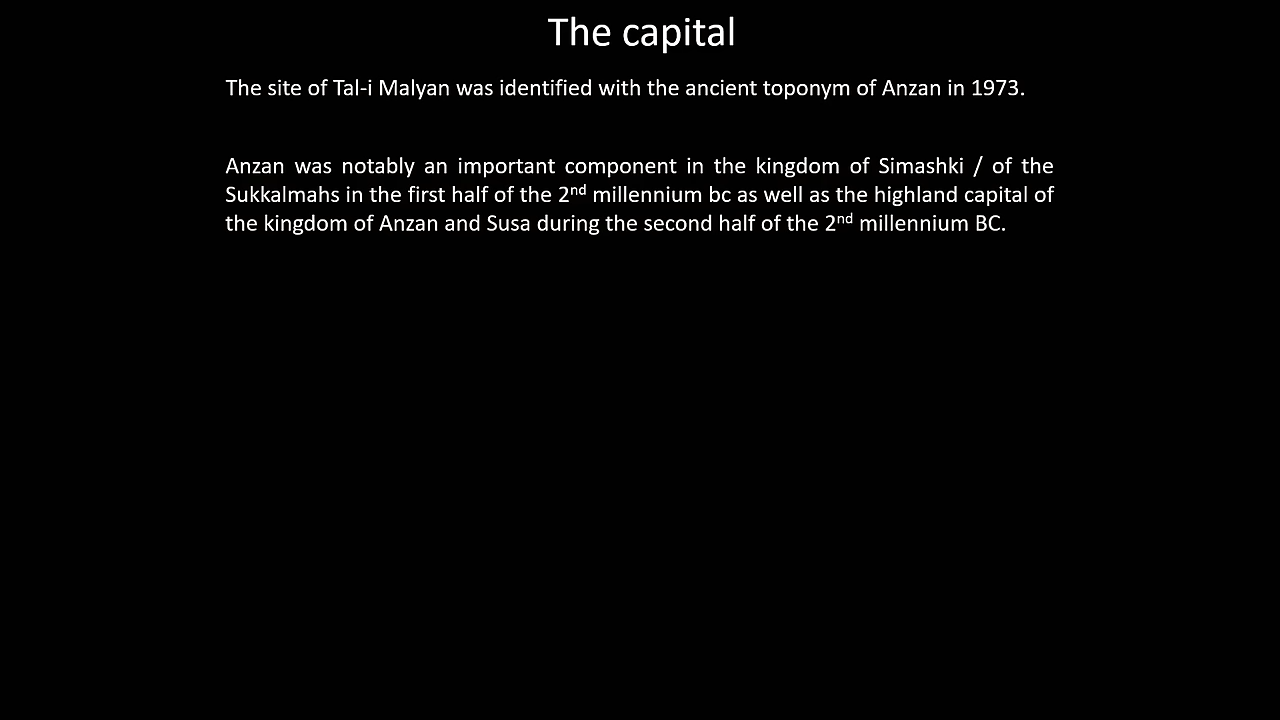 The capital
The site of Tal-i Malyan was identified with the ancient toponym of Anzan in 1973.
Anzan was notably an important component in the kingdom of Simashki / of the
Sukkalmahs in the first half of the 2nd millennium bc as well as the highland capital of
the kingdom of Anzan and Susa during the second half of the 2nd millennium BC.